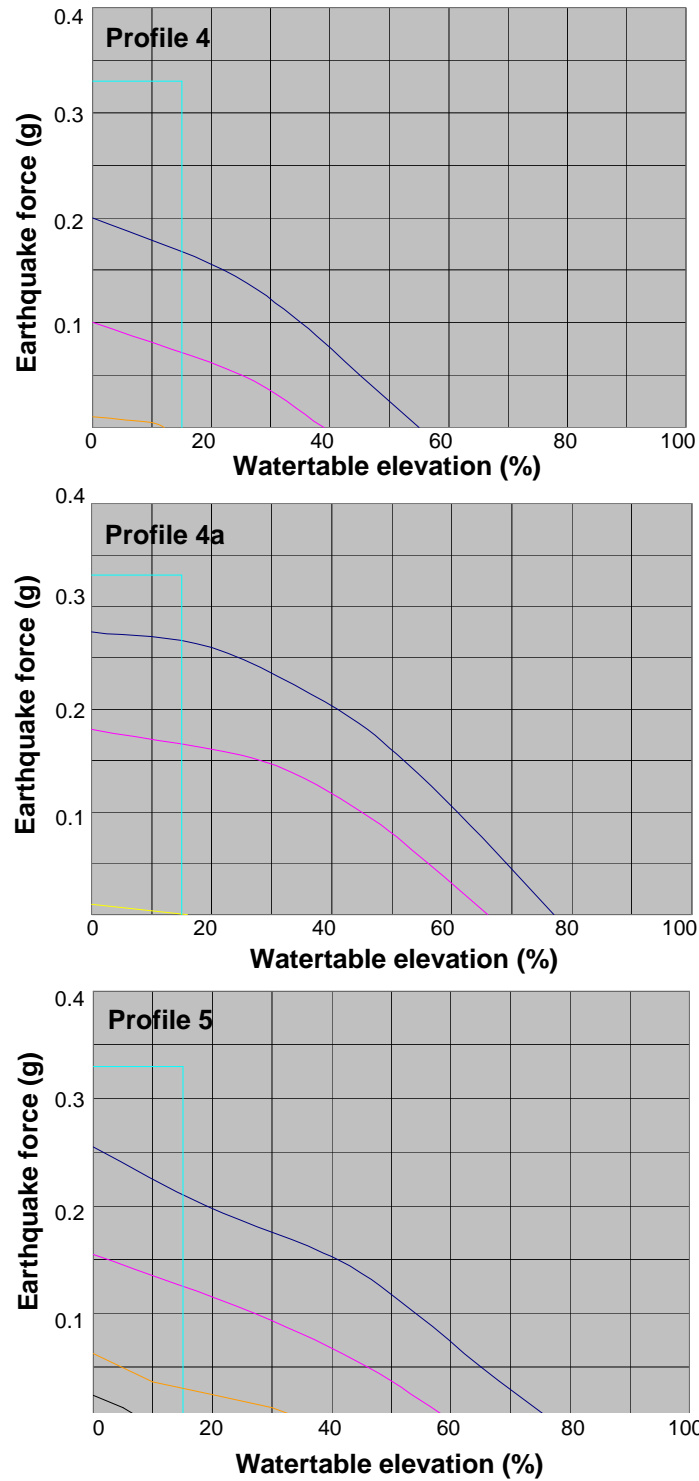 0.4
Profile 4
0.3
0.2
0.1
Earthquake force (g)
0 20 40 60 80 100
Watertable elevation (%)
0.4
Profile 4a
0.3
0.2
0.1
Earthquake force (g)
0 20 40 60 80 100
Watertable elevation (%)
0.4
Profile 5
0.3
0.2
0.1
Earthquake force (g)
0 20 40 60 80 100
Watertable elevation (%)